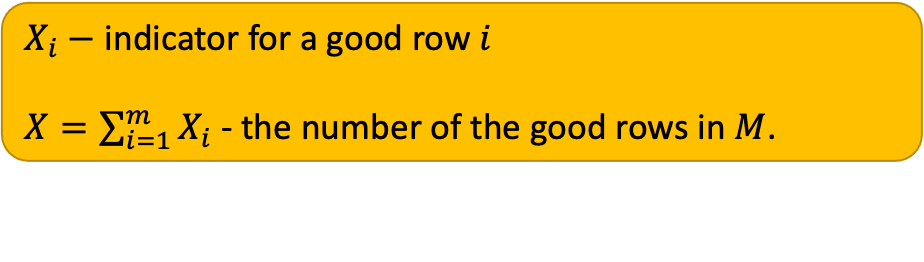 𝑋ᵢ – indicator for a good row 𝑖
𝑋 = ∑ᵢ₌₁ᵐ 𝑋ᵢ - the number of the good rows in 𝑀.